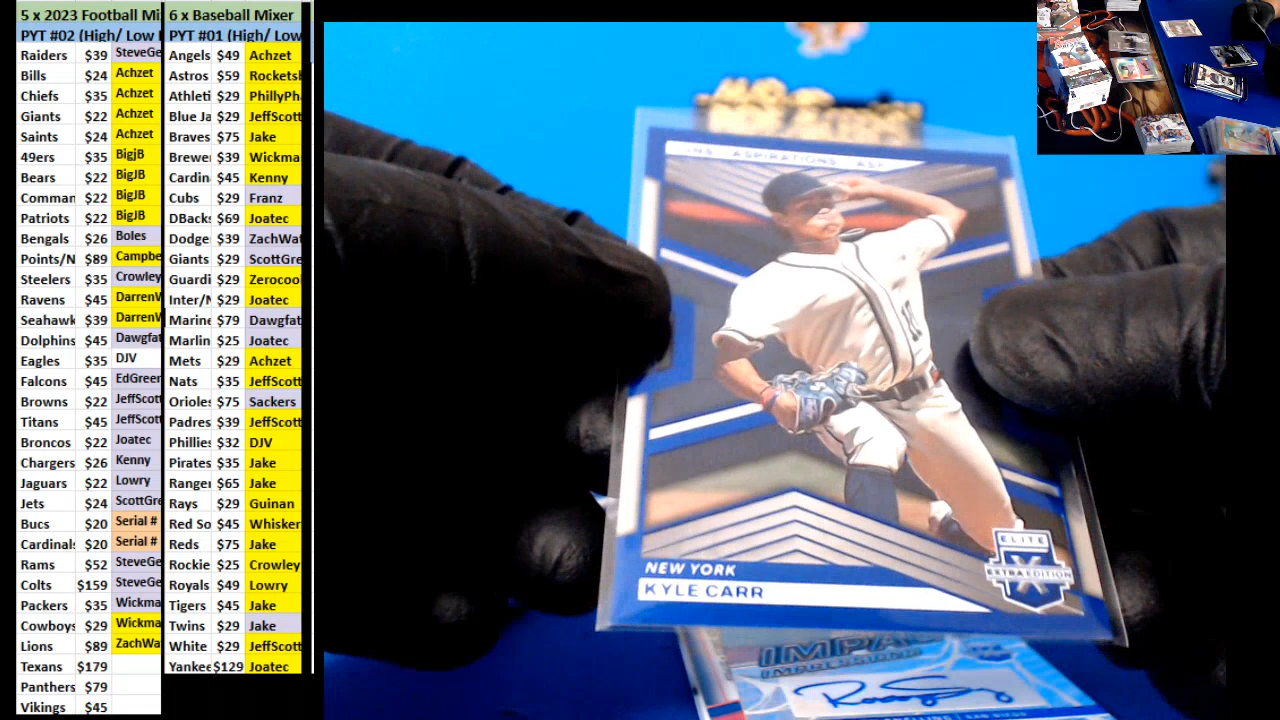 5 x 2023 Football Mi
PYT #02 (High/ Low
Raiders $39 SteveGe
Bills $24 Achzet
Chiefs $35 Achzet
Giants $22 Achzet
Saints $24 Achzet
49ers $35 BigjB
Bears $22 BigJB
Comman $22 BigJB
Patriots $22 BigJB
Bengals $26 Boles
Points/N $89 Campbe
Steelers $35 Crowley
Ravens $45 DarrenW
Seahawk $39 DarrenW
Dolphins $45 Dawgfat
Eagles $35 DJV
Falcons $45 EdGreer
Browns $22 JeffScott
Titans $45 JeffScott
Broncos $22 Joatec
Chargers $26 Kenny
Jaguars $22 Lowry
Jets $24 ScottGre
Bucs $20 Serial #
Cardinals $20 Serial #
Rams $52 SteveGe
Colts $159 SteveGe
Packers $35 Wickma
Cowboys $29 Wickma
Lions $89 ZachWa
Texans $179
Panthers $79
Vikings $45
6 x Baseball Mixer
PYT #01 (High/ Low
Angels $49 Achzet
Astros $59 Rocketsh
Athleti $29 PhillyPh
Blue Ja $29 JeffScott
Braves $75 Jake
Brewe $39 Wickma
Cardin $45 Kenny
Cubs $29 Franz
DBacks $69 Joatec
Dodge $39 ZachWat
Giants $29 ScottGre
Guardi $29 Zerocoo
Inter/N $29 Joatec
Marine $79 Dawgfat
Marlin $25 Joatec
Mets $29 Achzet
Nats $35 JeffScott
Oriole $75 Sackers
Padres $39 JeffScott
Phillies $32 DJV
Pirates $35 Jake
Ranger $65 Jake
Rays $29 Guinan
Red So $45 Whisker
Reds $75 Jake
Rockie $25 Crowley
Royals $49 Lowry
Tigers $45 Jake
Twins $29 Jake
White $29 JeffScott
Yankee $129 Joatec
ASPIRATIONS
ELITE
X
EXTRA EDITION
NEW YORK
KYLE CARR
IMPA